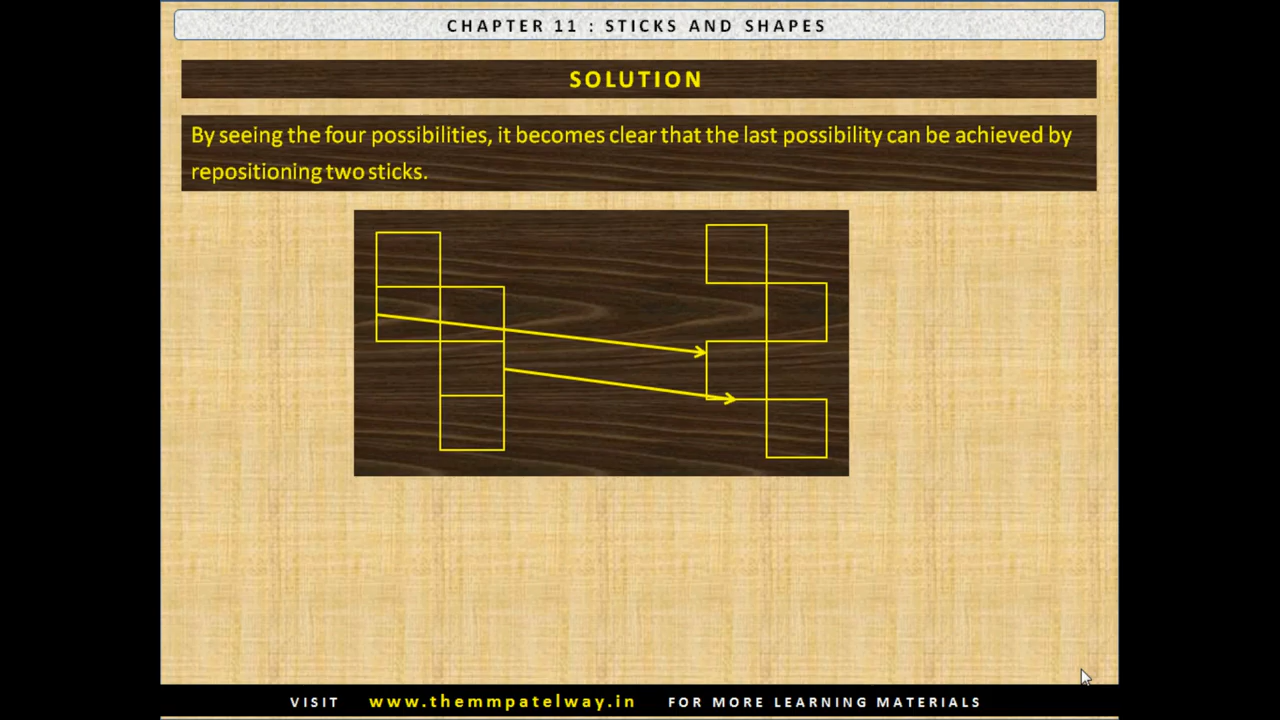 CHAPTER 11 : STICKS AND SHAPES
SOLUTION
By seeing the four possibilities, it becomes clear that the last possibility can be achieved by
repositioning two sticks.
VISIT www.themmpatelway.in FOR MORE LEARNING MATERIALS